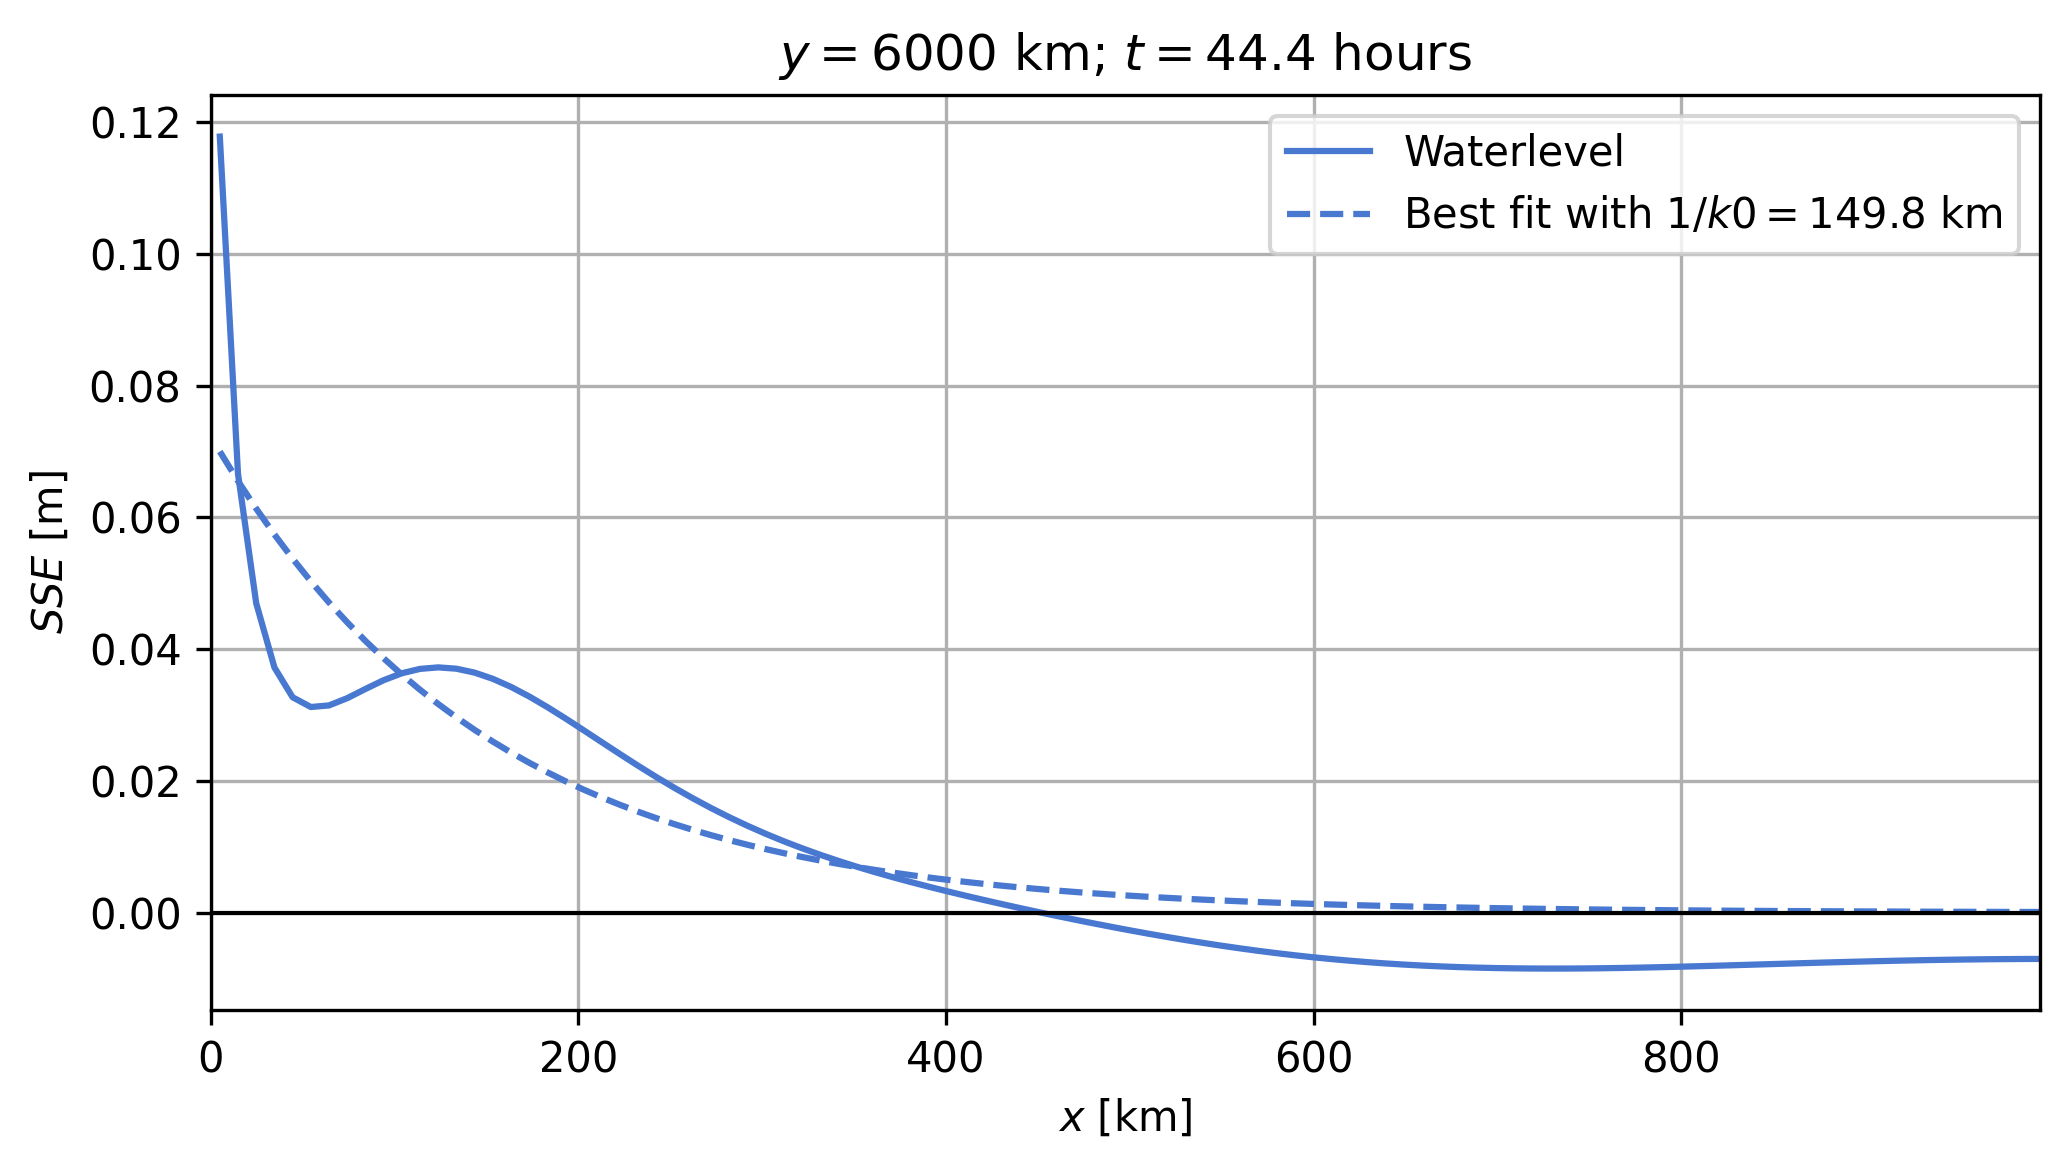 y = 6000 km; t = 44.4 hours
0.12
0.10
0.08
0.06
0.04
0.02
0.00
SSE [m]
Waterlevel
Best fit with 1/k0 = 149.8 km
0 200 400 600 800
x [km]